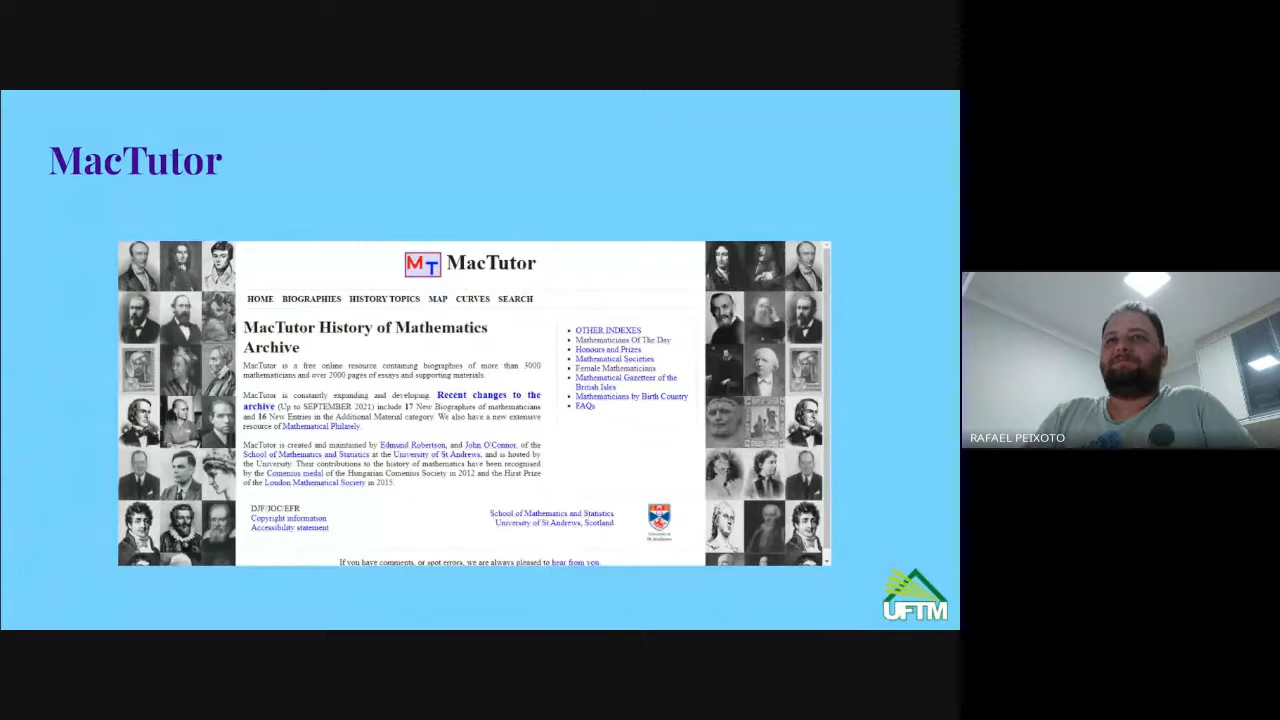 MacTutor
MT MacTutor
HOME BIOGRAPHIES HISTORY TOPICS MAP CURVES SEARCH
MacTutor History of Mathematics
Archive
MacTutor is a free online resource containing biographies of more than 3000
mathematicians and over 2000 pages of essays and supporting materials.
MacTutor is constantly expanding and developing. Recent changes to the
archive (Up to SEPTEMBER 2021) include 17 New Biographies of mathematicians
and 16 New Entries in the Additional Material category. We also have a new extensive
resource of Mathematical Philately.
MacTutor is created and maintained by Edmund Robertson, and John O'Connor, of the
School of Mathematics and Statistics at the University of St Andrews, and is hosted by
the University. Their contributions to the history of mathematics have been recognised
by the Comenius medal of the Hungarian Comenius Society in 2012 and the Hirst Prize
of the London Mathematical Society in 2015.
OTHER INDEXES
Mathematicians Of The Day
Honours and Prizes
Mathematical Societies
Female Mathematicians
Mathematical Gazetteer of the
British Isles
Mathematicians by Birth Country
FAQs
DJF/JOC/EFR
Copyright information
Accessibility statement
School of Mathematics and Statistics
University of St Andrews, Scotland
University of
St Andrews
If you have comments, or spot errors, we are always pleased to hear from you.
UFTM
RAFAEL PEIXOTO